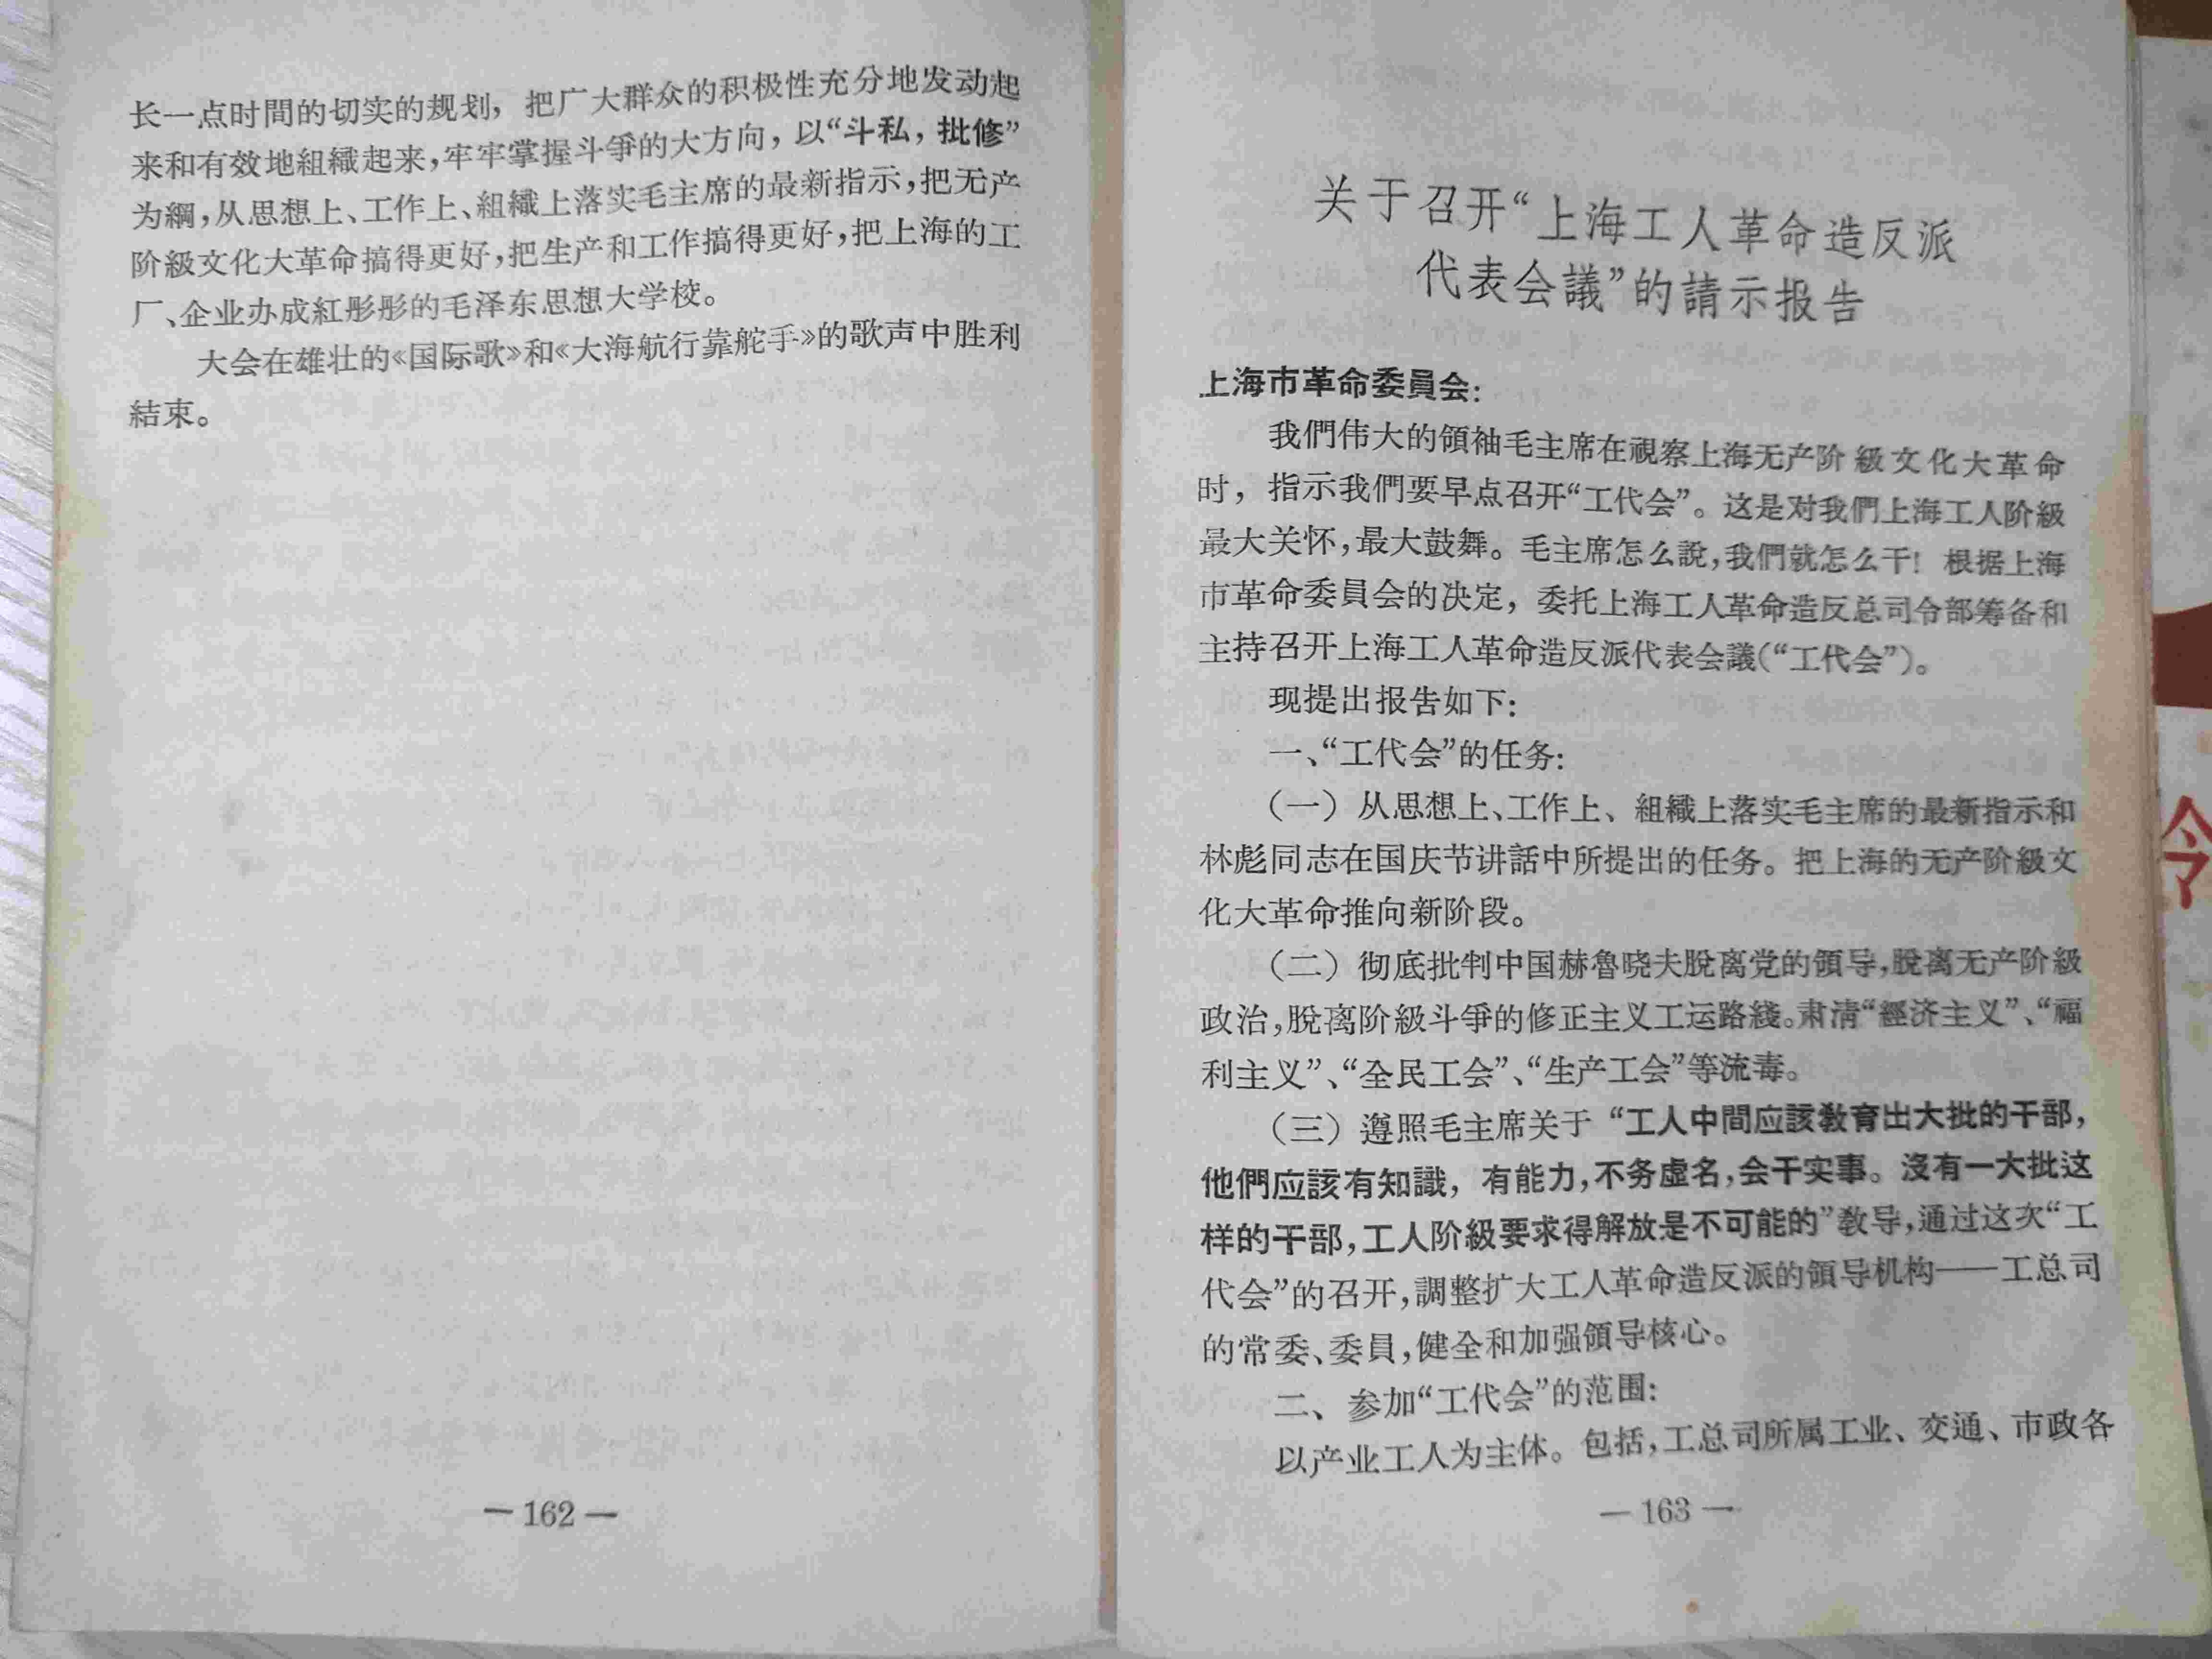 长一点时間的切实的规划，把广大群众的积极性充分地发动起
来和有效地組織起来，牢牢掌握斗爭的大方向，以“斗私，批修”
为綱，从思想上、工作上、組織上落实毛主席的最新指示，把无产
阶級文化大革命搞得更好，把生产和工作搞得更好，把上海的工
厂、企业办成紅彤彤的毛泽东思想大学校。
大会在雄壮的《国际歌》和《大海航行靠舵手》的歌声中胜利
結束。
— 162 —
关于召开“上海工人革命造反派
代表会議”的請示报告
上海市革命委員会：
我們伟大的領袖毛主席在視察上海无产阶級文化大革命
时，指示我們要早点召开“工代会”。这是对我們上海工人阶級
最大关怀，最大鼓舞。毛主席怎么說，我們就怎么干！根据上海
市革命委員会的决定，委托上海工人革命造反总司令部筹备和
主持召开上海工人革命造反派代表会議（“工代会”）。
现提出报告如下：
一、“工代会”的任务：
（一）从思想上、工作上、組織上落实毛主席的最新指示和
林彪同志在国庆节讲話中所提出的任务。把上海的无产阶級文
化大革命推向新阶段。
（二）彻底批判中国赫魯晓夫脫离党的領导，脫离无产阶級
政治，脫离阶級斗爭的修正主义工运路綫。肃清“經济主义”、“福
利主义”、“全民工会”、“生产工会”等流毒。
（三）遵照毛主席关于“工人中間应該敎育出大批的干部，
他們应該有知識，有能力，不务虛名，会干实事。沒有一大批这
样的干部，工人阶級要求得解放是不可能的”敎导，通过这次“工
代会”的召开，調整扩大工人革命造反派的領导机构——工总司
的常委、委員，健全和加强領导核心。
二、参加“工代会”的范围：
以产业工人为主体。包括，工总司所属工业、交通、市政各
— 163 —
令